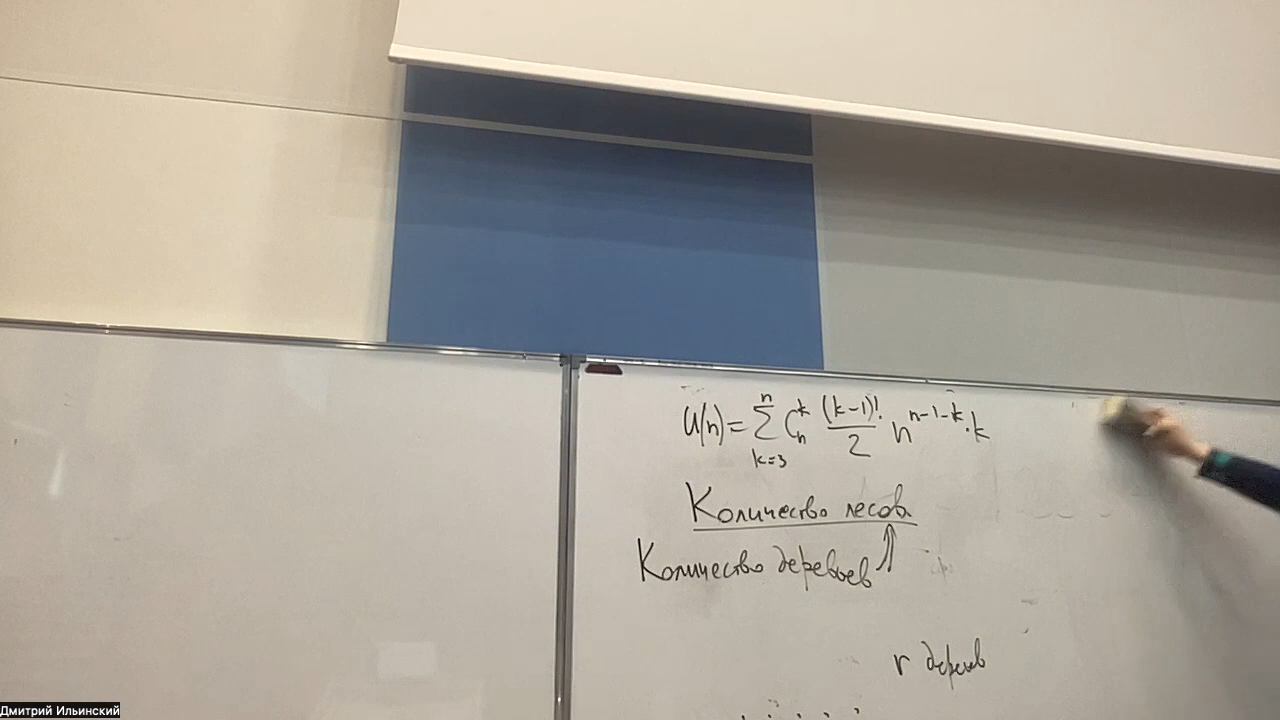 U(n) = ∑_{k=3}^{n} C_n^k (k-1)!/2 · n^{n-1-k} · k
Количество лесов
Количество деревьев
r деревьев
Дмитрий Ильинский